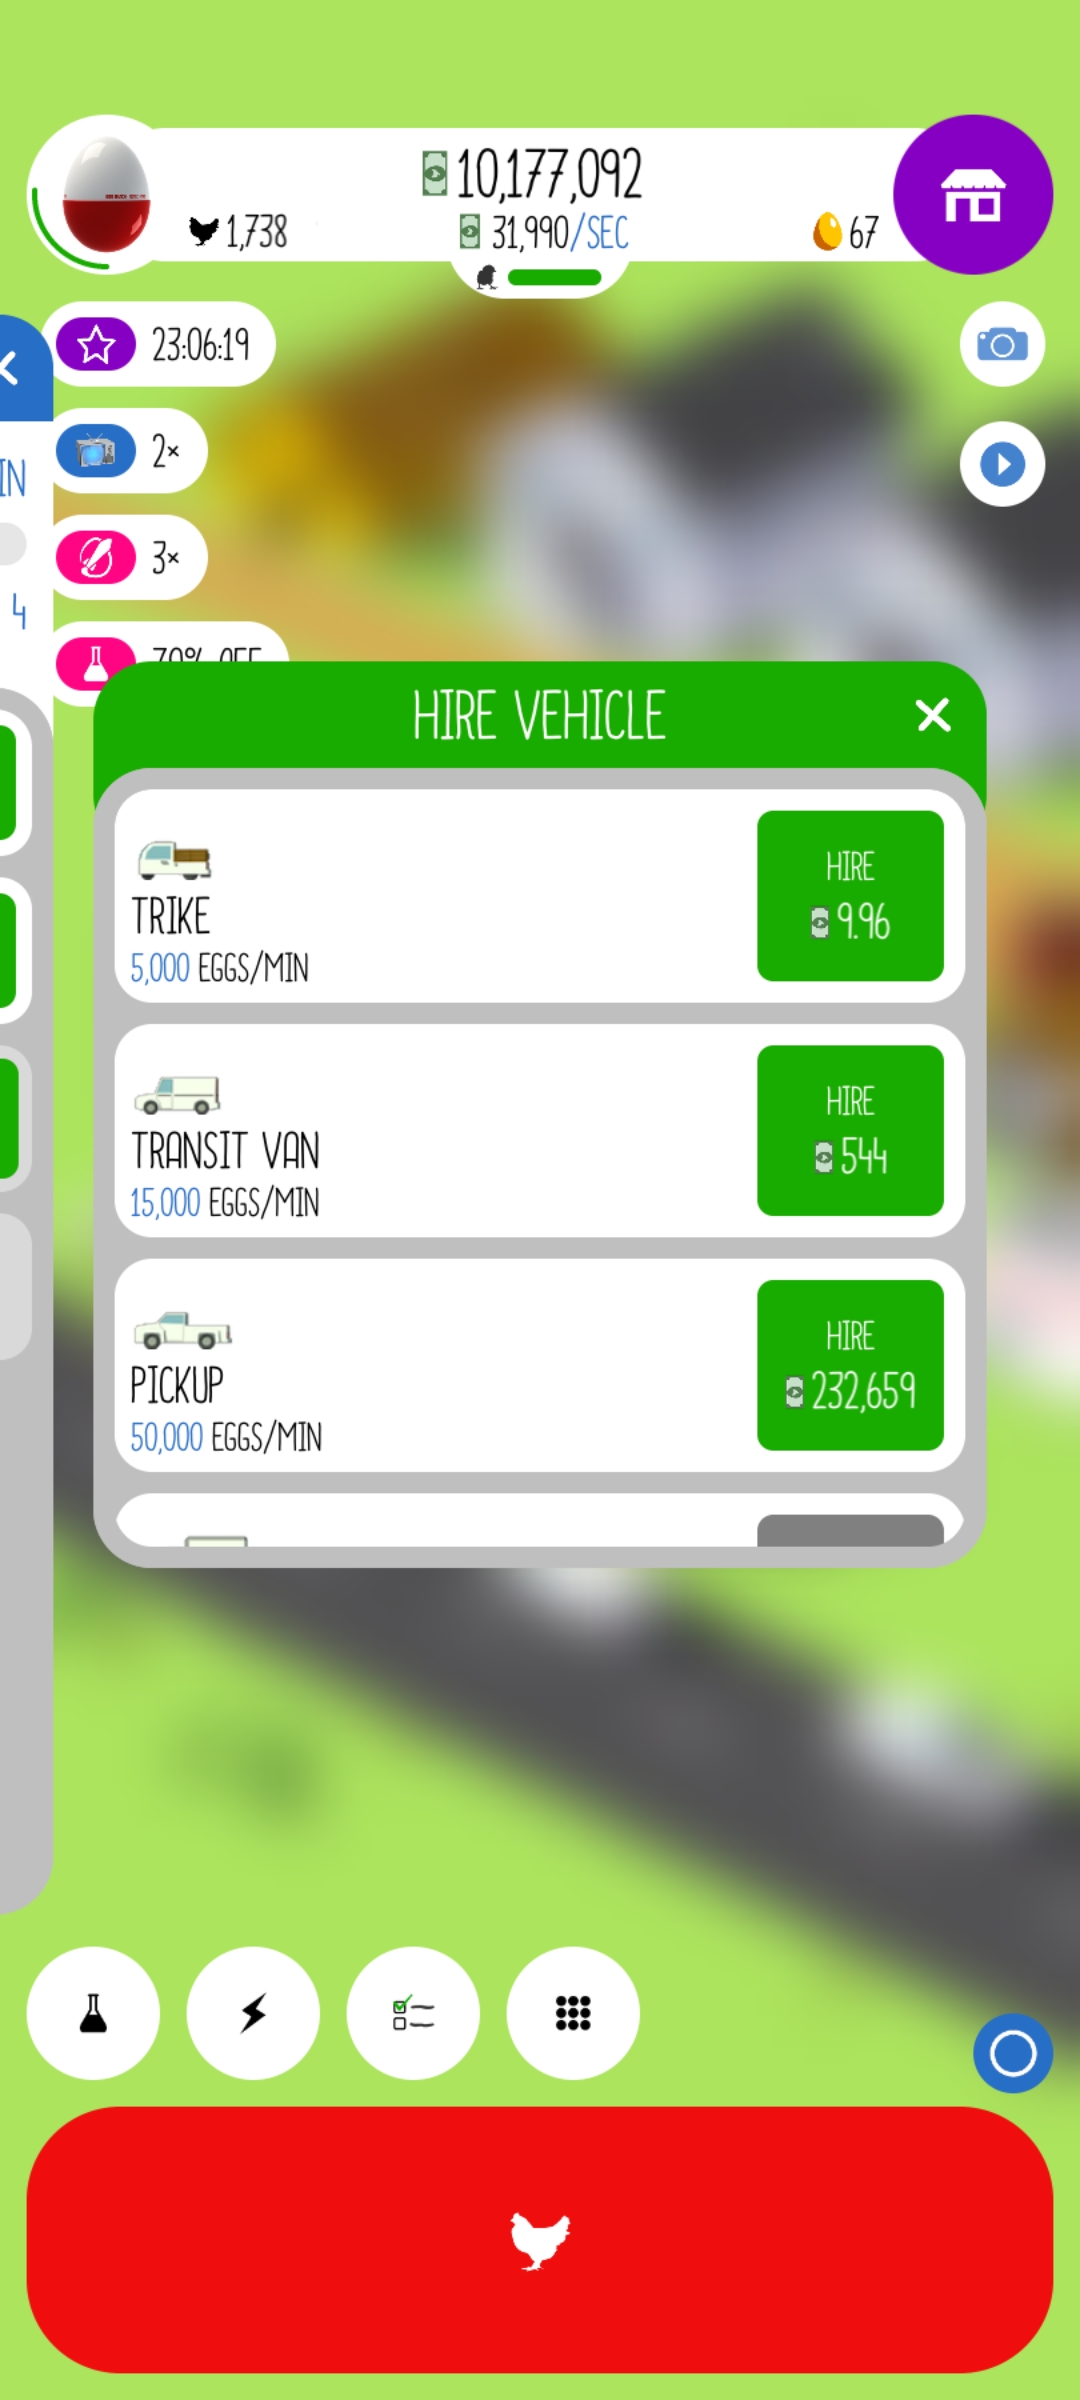 10,177,092
1,738
31,990/SEC
67
23:06:19
2×
IN
3×
4
70% OFF
HIRE VEHICLE
HIRE
9.96
TRIKE
5,000 EGGS/MIN
HIRE
544
TRANSIT VAN
15,000 EGGS/MIN
HIRE
232,659
PICKUP
50,000 EGGS/MIN